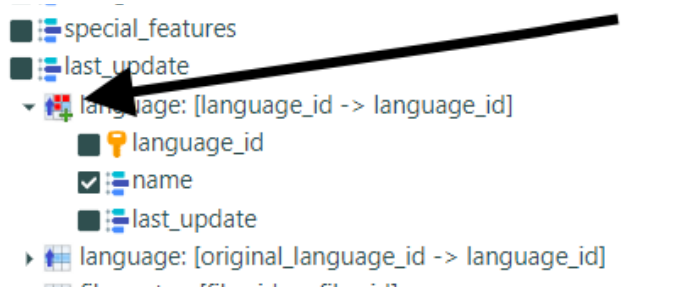 special_features
last_update
language: [language_id -> language_id]
language_id
name
last_update
language: [original_language_id -> language_id]